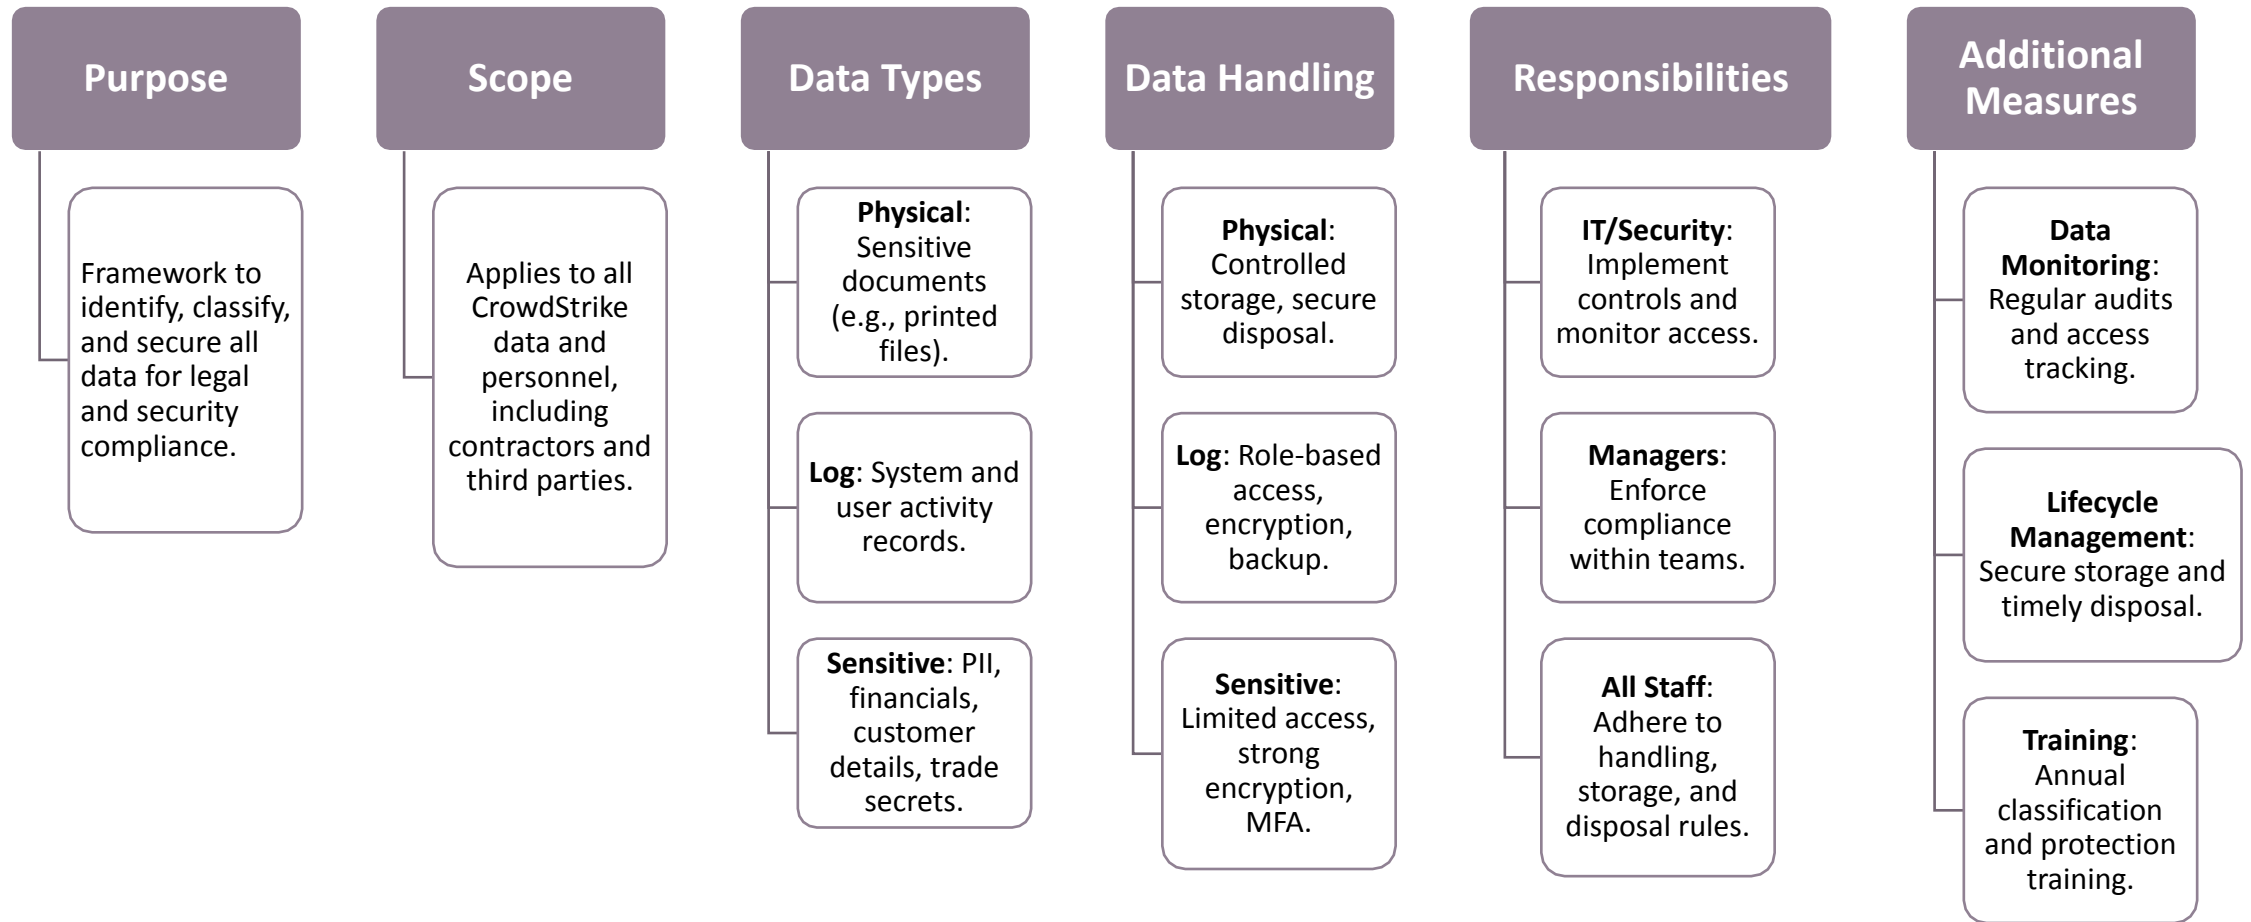 Purpose
Framework to
identify, classify,
and secure all
data for legal
and security
compliance.
Scope
Applies to all
CrowdStrike
data and
personnel,
including
contractors and
third parties.
Data Types
Physical:
Sensitive
documents
(e.g., printed
files).
Log: System and
user activity
records.
Sensitive: PII,
financials,
customer
details, trade
secrets.
Data Handling
Physical:
Controlled
storage, secure
disposal.
Log: Role-based
access,
encryption,
backup.
Sensitive:
Limited access,
strong
encryption,
MFA.
Responsibilities
IT/Security:
Implement
controls and
monitor access.
Managers:
Enforce
compliance
within teams.
All Staff:
Adhere to
handling,
storage, and
disposal rules.
Additional
Measures
Data
Monitoring:
Regular audits
and access
tracking.
Lifecycle
Management:
Secure storage and
timely disposal.
Training:
Annual
classification
and protection
training.